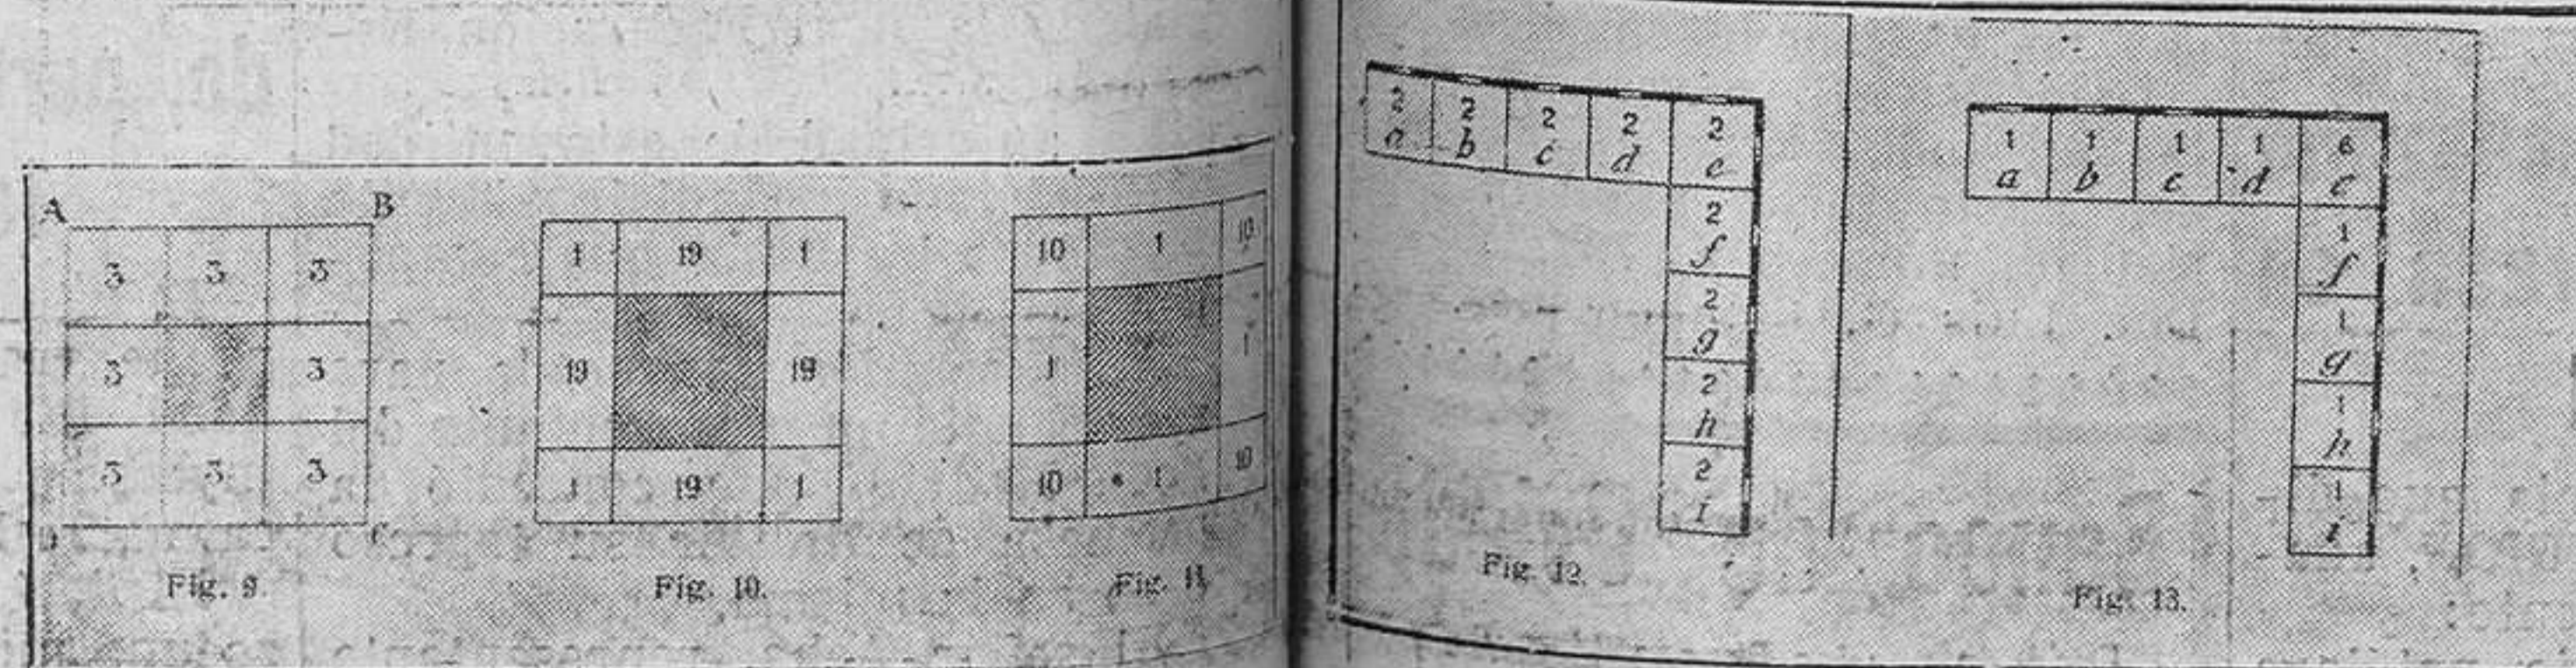 A B
3 3 3
3 3
3 3 3
Fig. 9.
1 19 1
19 19
1 19 1
Fig. 10.
10 1 10
1 1
10 1 10
Fig. 11.
2 2 2 2 2
a b c d e
2
f
2
g
2
h
2
i
Fig. 12.
1 1 1 1 6
a b c d e
1
f
1
g
1
h
1
i
Fig. 13.